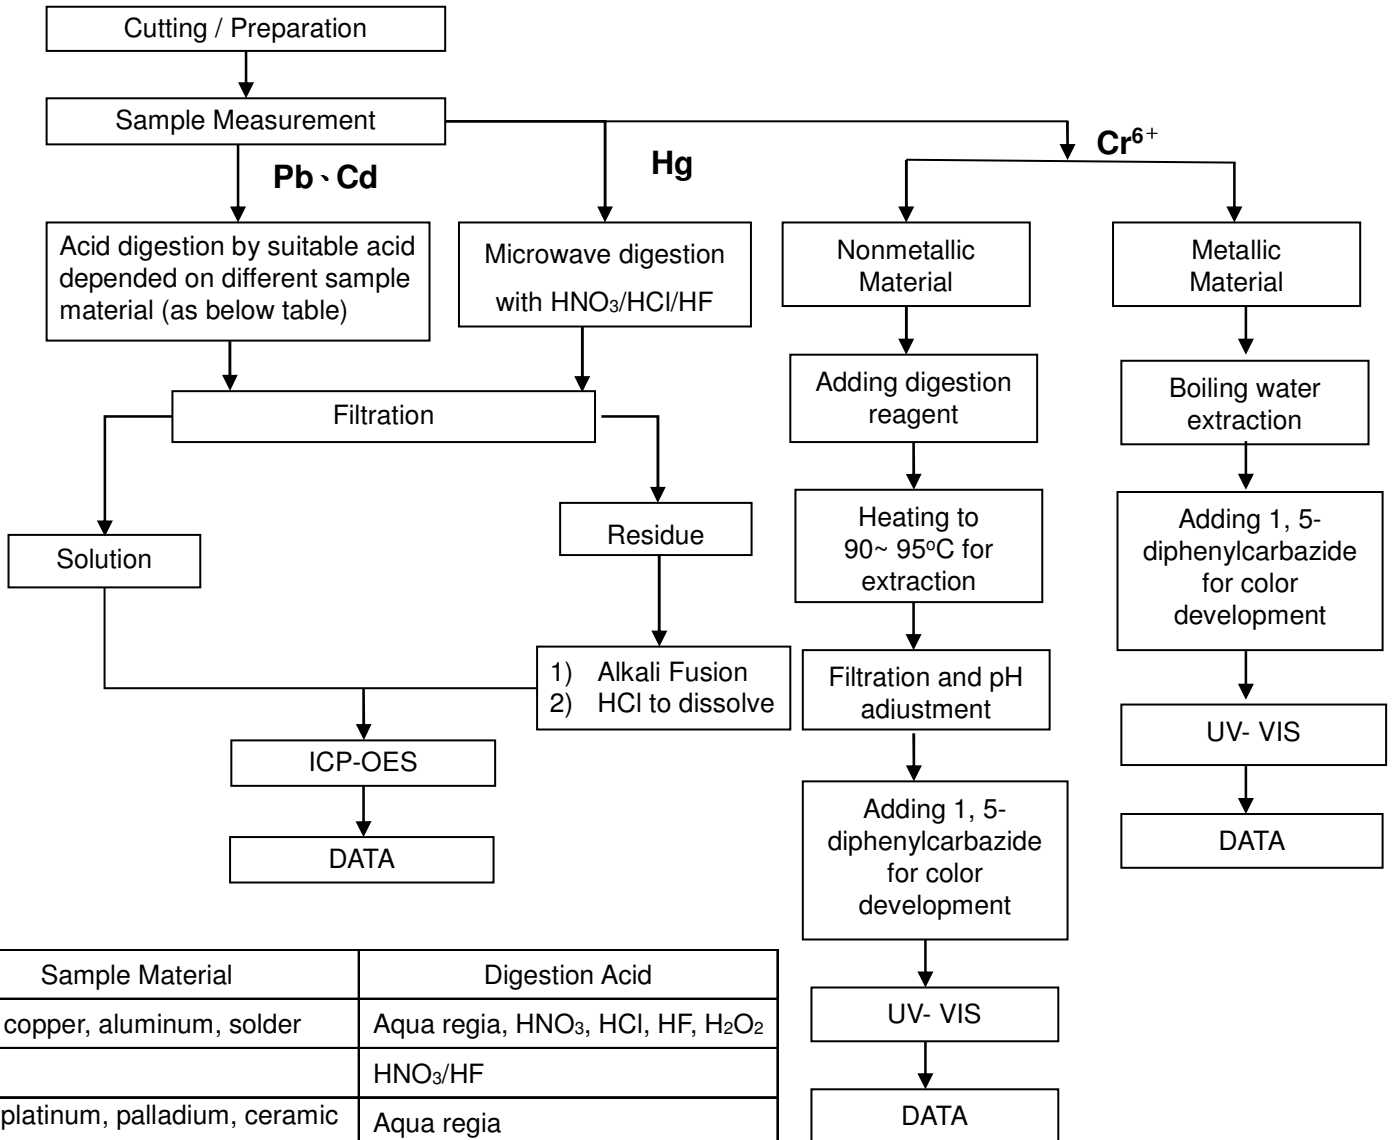 Cutting / Preparation
Sample Measurement
Pb、Cd
Hg
Cr⁶⁺
Acid digestion by suitable acid
depended on different sample
material (as below table)
Microwave digestion
with HNO₃/HCl/HF
Nonmetallic
Material
Metallic
Material
Filtration
Adding digestion
reagent
Boiling water
extraction
Solution
Residue
Heating to
90~ 95ºC for
extraction
Adding 1, 5-
diphenylcarbazide
for color
development
1) Alkali Fusion
2) HCl to dissolve
Filtration and pH
adiustment
ICP-OES
DATA
UV- VIS
DATA
Adding 1, 5-
diphenylcarbazide
for color
development
UV- VIS
DATA
Sample Material Digestion Acid
copper, aluminum, solder Aqua regia, HNO₃, HCl, HF, H₂O₂
HNO₃/HF
platinum, palladium, ceramic Aqua regia